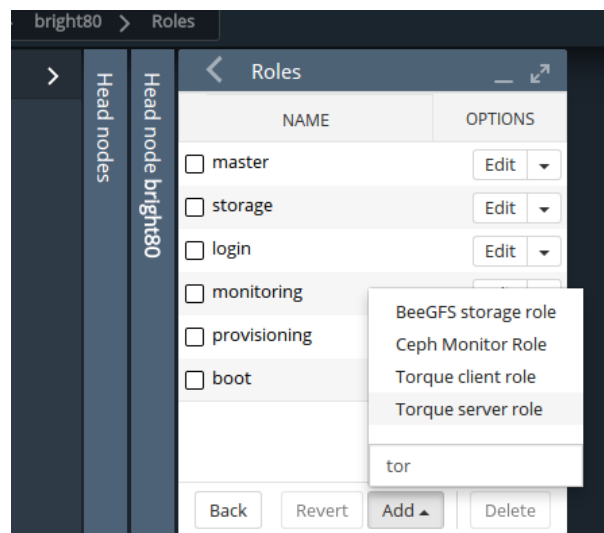 bright80 > Roles
Head nodes
Head node bright80
Roles
NAME OPTIONS
master Edit
storage Edit
login Edit
monitoring
provisioning
boot
BeeGFS storage role
Ceph Monitor Role
Torque client role
Torque server role
tor
Back Revert Add Delete